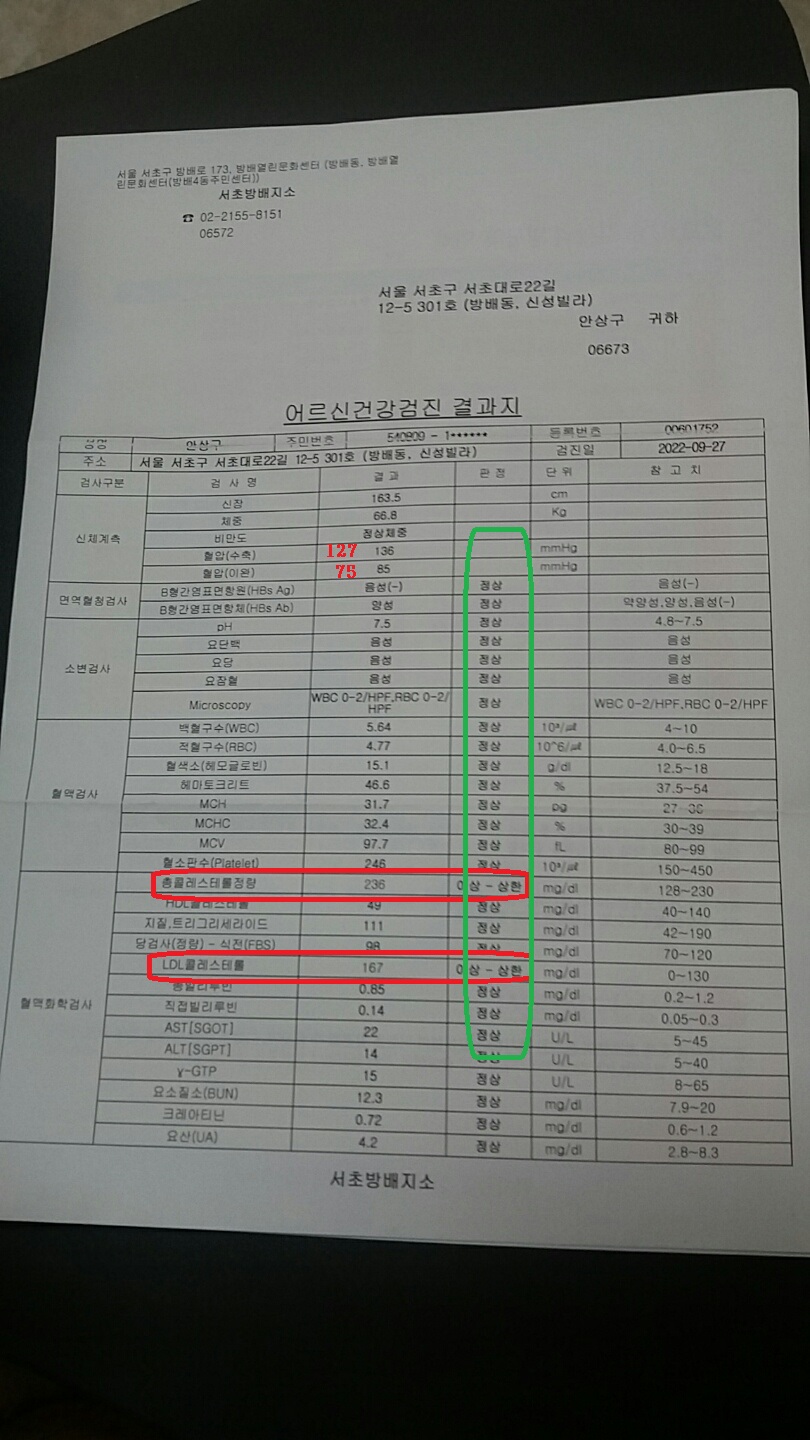 서울 서초구 방배로 173, 방배열린문화센터 (방배동, 방배열
린문화센터(방배4동주민센터))
서초방배지소
☎ 02-2155-8151
06572
서울 서초구 서초대로22길
12-5 301호 (방배동, 신성빌라)
안상구 귀하
06673
어르신건강검진 결과지
성명 안상구 주민번호 540809 - 1•••••• 등록번호 00601752
주소 서울 서초구 서초대로22길 12-5 301호 (방배동, 신성빌라) 검진일 2022-09-27
검사구분 검 사 명 결 과 판 정 단 위 참 고 치
신체계측
신장 163.5 cm
체중 66.8 Kg
비만도 정상체중
혈압(수축) 127 136 mmHg
혈압(이완) 75 85 mmHg
면역혈청검사
B형간염표면항원(HBs Ag) 음성(-) 정상 음성(-)
B형간염표면항체(HBs Ab) 양성 정상 약양성,양성,음성(-)
소변검사
pH 7.5 정상 4.8~7.5
요단백 음성 정상 음성
요당 음성 정상 음성
요잠혈 음성 정상 음성
Microscopy WBC 0-2/HPF,RBC 0-2/HPF 정상 WBC 0-2/HPF,RBC 0-2/HPF
혈액검사
백혈구수(WBC) 5.64 정상 10³/㎕ 4~10
적혈구수(RBC) 4.77 정상 10^6/㎕ 4.0~6.5
혈색소(헤모글로빈) 15.1 정상 g/dl 12.5~18
헤마토크리트 46.6 정상 % 37.5~54
MCH 31.7 정상 pg 27~36
MCHC 32.4 정상 % 30~39
MCV 97.7 정상 fL 80~99
혈소판수(Platelet) 246 정상 10³/㎕ 150~450
혈액화학검사
총콜레스테롤정량 236 이상 - 상한 mg/dl 128~230
HDL콜레스테롤 49 정상 mg/dl 40~140
지질,트리그리세라이드 111 정상 mg/dl 42~190
당검사(정량) - 식전(FBS) 98 정상 mg/dl 70~120
LDL콜레스테롤 167 이상 - 상한 mg/dl 0~130
총빌리루빈 0.85 정상 mg/dl 0.2~1.2
직접빌리루빈 0.14 정상 mg/dl 0.05~0.3
AST[SGOT] 22 정상 U/L 5~45
ALT[SGPT] 14 정상 U/L 5~40
γ-GTP 15 정상 U/L 8~65
요소질소(BUN) 12.3 정상 mg/dl 7.9~20
크레아티닌 0.72 정상 mg/dl 0.6~1.2
요산(UA) 4.2 정상 mg/dl 2.8~8.3
서초방배지소